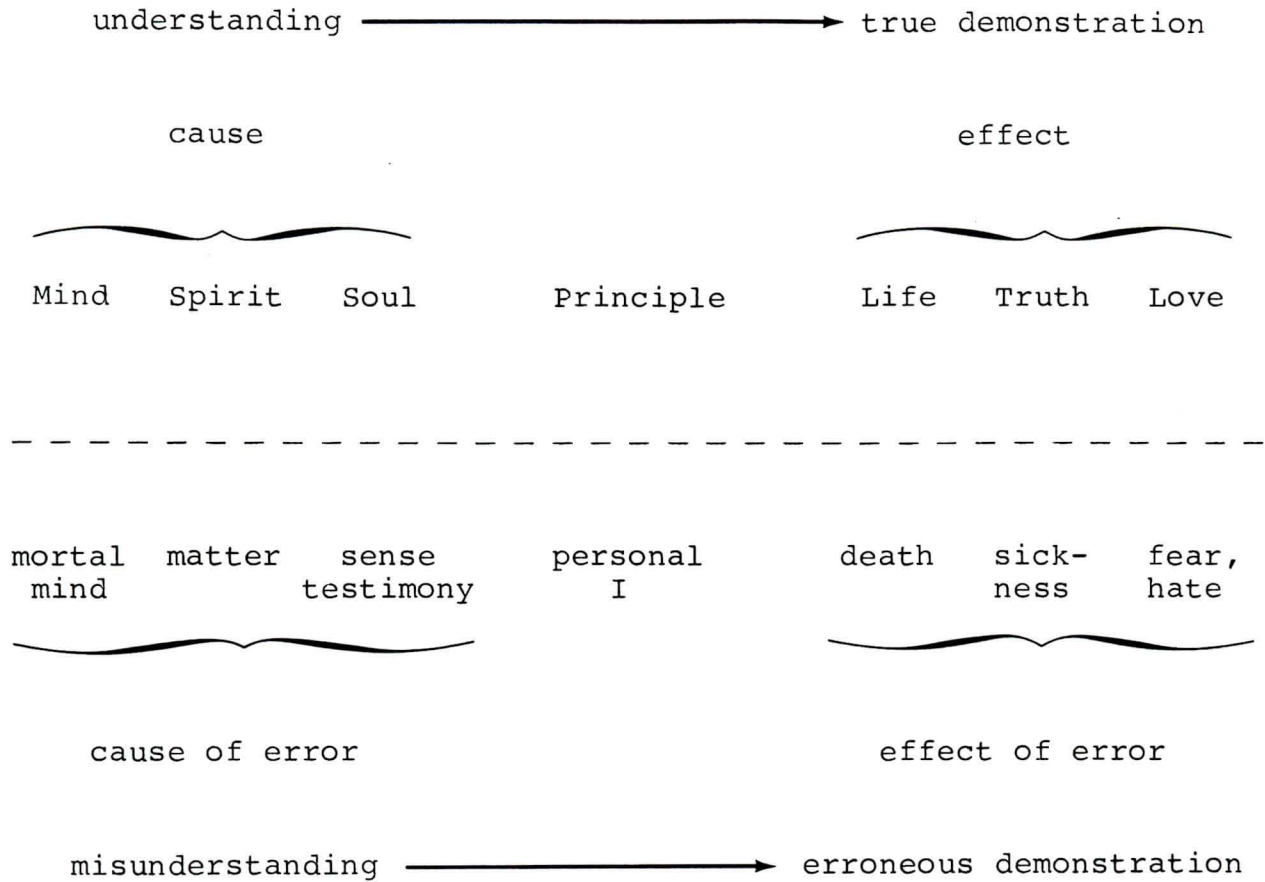 understanding true demonstration
cause effect
Mind Spirit Soul Principle Life Truth Love
mortal matter sense personal death sick- fear,
mind testimony I ness hate
cause of error effect of error
misunderstanding erroneous demonstration